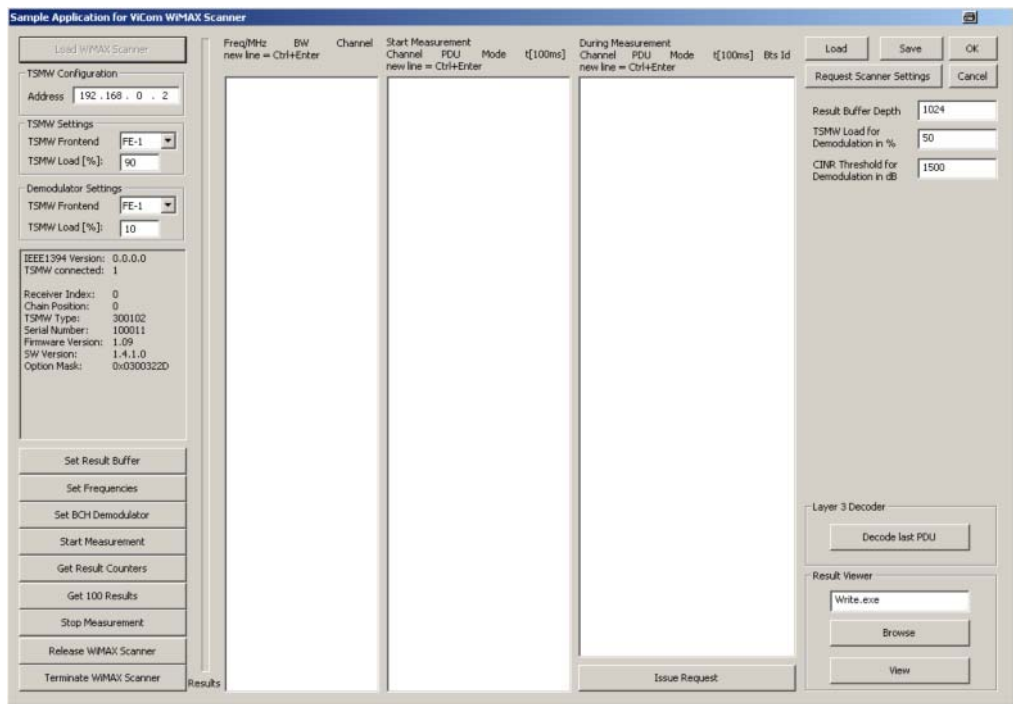 Sample Application for ViCom WiMAX Scanner
Load WiMAX Scanner
TSMW Configuration
Address 192 . 168 . 0 . 2
TSMW Settings
TSMW Frontend FE-1
TSMW Load [%]: 90
Demodulator Settings
TSMW Frontend FE-1
TSMW Load [%]: 10
IEEE1394 Version: 0.0.0.0
TSMW connected: 1
Receiver Index: 0
Chain Position: 0
TSMW Type: 300102
Serial Number: 100011
Firmware Version: 1.09
SW Version: 1.4.1.0
Option Mask: 0x0300322D
Set Result Buffer
Set Frequencies
Set BCH Demodulator
Start Measurement
Get Result Counters
Get 100 Results
Stop Measurement
Release WiMAX Scanner
Terminate WiMAX Scanner
Results
Freq/MHz BW Channel
new line = Ctrl+Enter
Start Measurement
Channel PDU Mode t[100ms]
new line = Ctrl+Enter
During Measurement
Channel PDU Mode t[100ms] Bts Id
new line = Ctrl+Enter
Issue Request
Load Save OK
Request Scanner Settings Cancel
Result Buffer Depth 1024
TSMW Load for
Demodulation in % 50
CINR Threshold for
Demodulation in dB 1500
Layer 3 Decoder
Decode last PDU
Result Viewer
Write.exe
Browse
View